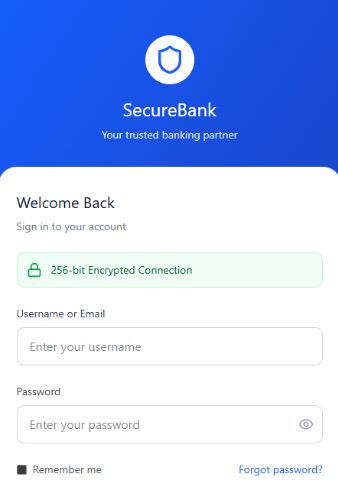 SecureBank
Your trusted banking partner
Welcome Back
Sign in to your account
256-bit Encrypted Connection
Username or Email
Enter your username
Password
Enter your password
Remember me Forgot password?